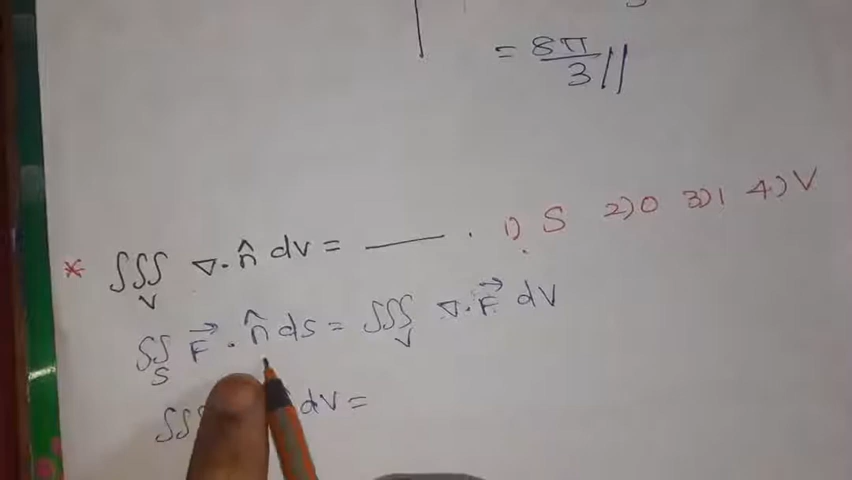 = 8π/3 //
* ∫∫∫_V ∇. n̂ dv = ____ . 1) S 2) 0 3) 1 4) V
∫∫_S F⃗ . n̂ ds = ∫∫∫_V ∇. F⃗ dV
∫∫ dV =